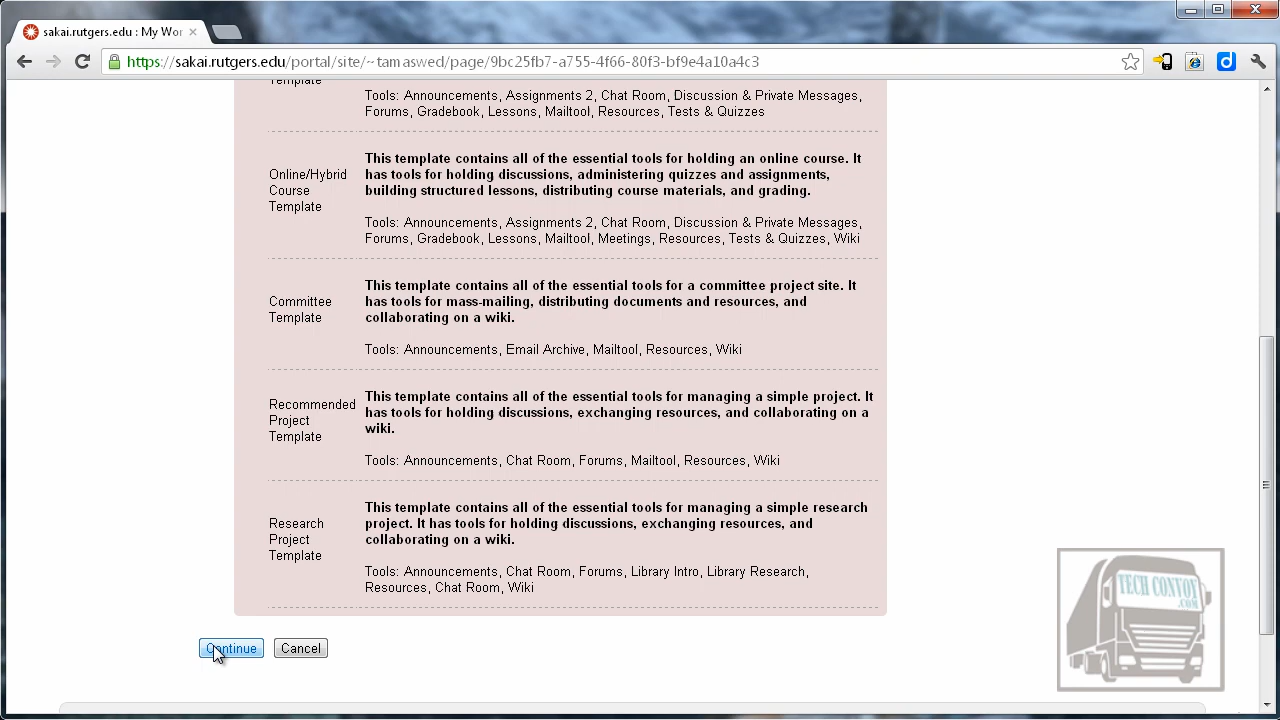 sakai.rutgers.edu : My Wor
https://sakai.rutgers.edu/portal/site/~tamaswed/page/9bc25fb7-a755-4f66-80f3-bf9e4a10a4c3
Template
Tools: Announcements, Assignments 2, Chat Room, Discussion & Private Messages,
Forums, Gradebook, Lessons, Mailtool, Resources, Tests & Quizzes
Online/Hybrid
Course
Template
This template contains all of the essential tools for holding an online course. It
has tools for holding discussions, administering quizzes and assignments,
building structured lessons, distributing course materials, and grading.
Tools: Announcements, Assignments 2, Chat Room, Discussion & Private Messages,
Forums, Gradebook, Lessons, Mailtool, Meetings, Resources, Tests & Quizzes, Wiki
Committee
Template
This template contains all of the essential tools for a committee project site. It
has tools for mass-mailing, distributing documents and resources, and
collaborating on a wiki.
Tools: Announcements, Email Archive, Mailtool, Resources, Wiki
Recommended
Project
Template
This template contains all of the essential tools for managing a simple project. It
has tools for holding discussions, exchanging resources, and collaborating on a
wiki.
Tools: Announcements, Chat Room, Forums, Mailtool, Resources, Wiki
Research
Project
Template
This template contains all of the essential tools for managing a simple research
project. It has tools for holding discussions, exchanging resources, and
collaborating on a wiki.
Tools: Announcements, Chat Room, Forums, Library Intro, Library Research,
Resources, Chat Room, Wiki
Continue
Cancel
TECH CONVOY
.COM